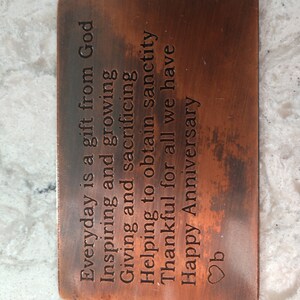 Everyday is a gift from God
Inspiring and growing
Giving and sacrificing
Helping to obtain sanctity
Thankful for all we have
Happy Anniversary
♡b